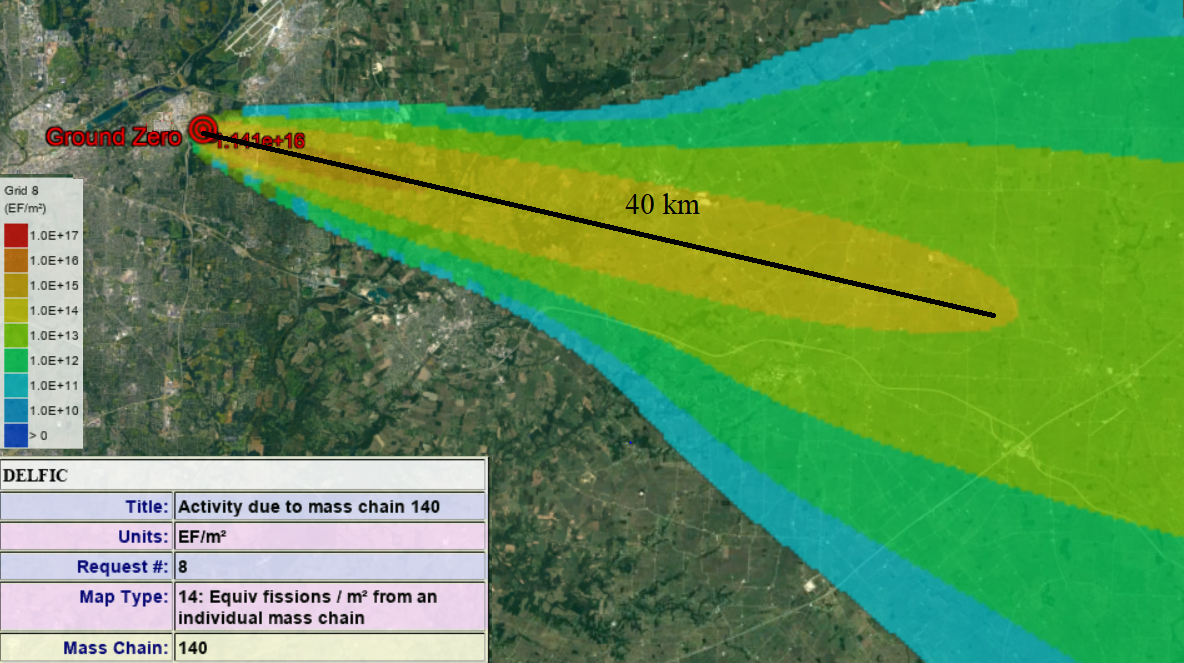 Ground Zero
1.141e+16
40 km
Grid 8
(EF/m²)
1.0E+17
1.0E+16
1.0E+15
1.0E+14
1.0E+13
1.0E+12
1.0E+11
1.0E+10
> 0
DELFIC
Title: Activity due to mass chain 140
Units: EF/m²
Request #: 8
Map Type: 14: Equiv fissions / m² from an
individual mass chain
Mass Chain: 140